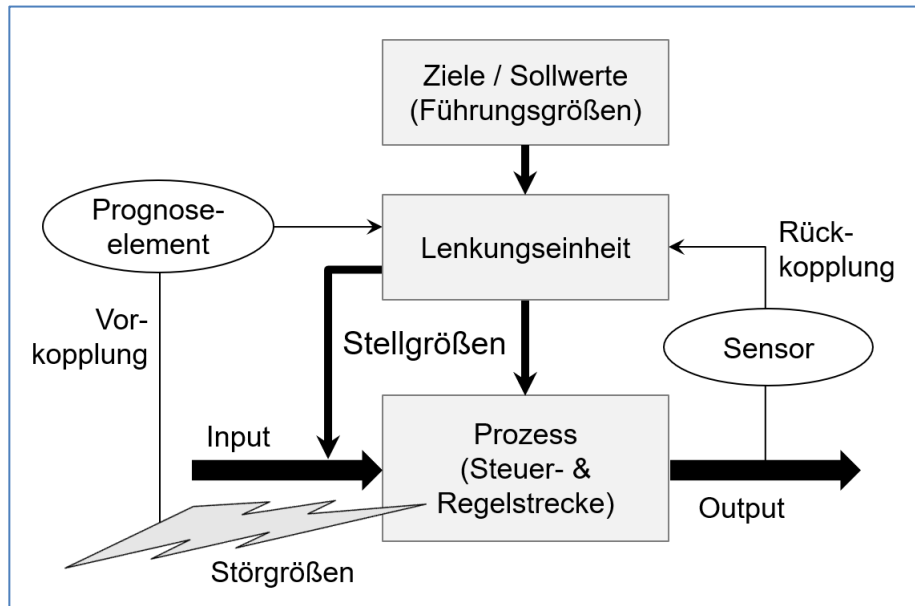 Ziele / Sollwerte
(Führungsgrößen)
Prognose-
element
Lenkungseinheit
Rück-
kopplung
Vor-
kopplung
Stellgrößen
Sensor
Input
Prozess
(Steuer- &
Regelstrecke)
Output
Störgrößen